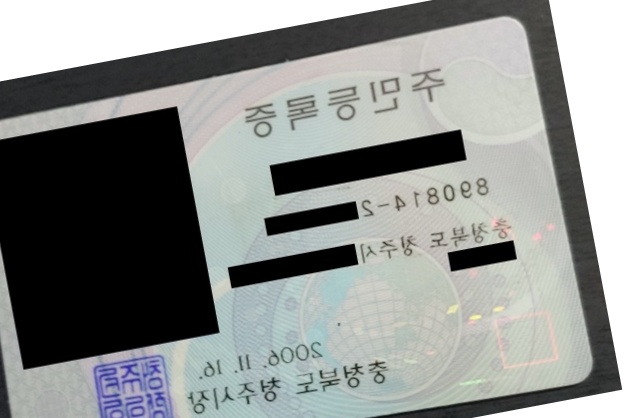 주민등록증
890814-2
충청북도 청주시
2006. 11. 16.
충청북도 청주시장